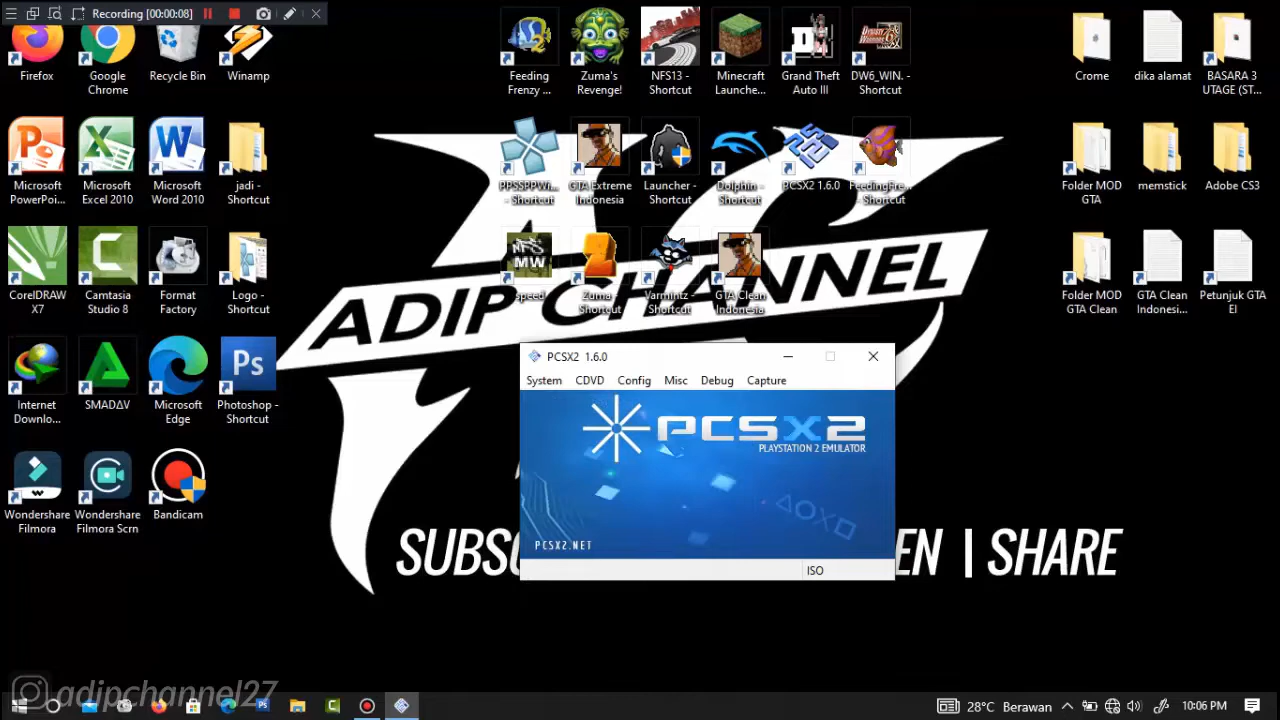 Recording [00:00:08]
Firefox
Google
Chrome
Recycle Bin
Winamp
Feeding
Frenzy ...
Zuma's
Revenge!
NFS13 -
Shortcut
Minecraft
Launche...
Grand Theft
Auto III
DW6_WIN. -
Shortcut
Crome
dika alamat
BASARA 3
UTAGE (ST...
Microsoft
PowerPoi...
Microsoft
Excel 2010
Microsoft
Word 2010
jadi -
Shortcut
PPSSPPWi...
- Shortcut
GTA Extreme
Indonesia
Launcher -
Shortcut
Dolphin -
Shortcut
PCSX2 1.6.0
FeedingFre...
- Shortcut
Folder MOD
GTA
memstick
Adobe CS3
CorelDRAW
X7
Camtasia
Studio 8
Format
Factory
Logo -
Shortcut
speed
Zuma -
Shortcut
Varmintz -
Shortcut
GTA Clean
Indonesia
Folder MOD
GTA Clean
GTA Clean
Indonesi...
Petunjuk GTA
EI
ADIP CHANNEL
Internet
Downlo...
SMADΔV
Microsoft
Edge
Photoshop -
Shortcut
PCSX2 1.6.0
System CDVD Config Misc Debug Capture
PCSX2
PLAYSTATION 2 EMULATOR
PCSX2.NET
ISO
Wondershare
Filmora
Wondershare
Filmora Scrn
Bandicam
| SHARE
adipchannel27
28°C Berawan
10:06 PM